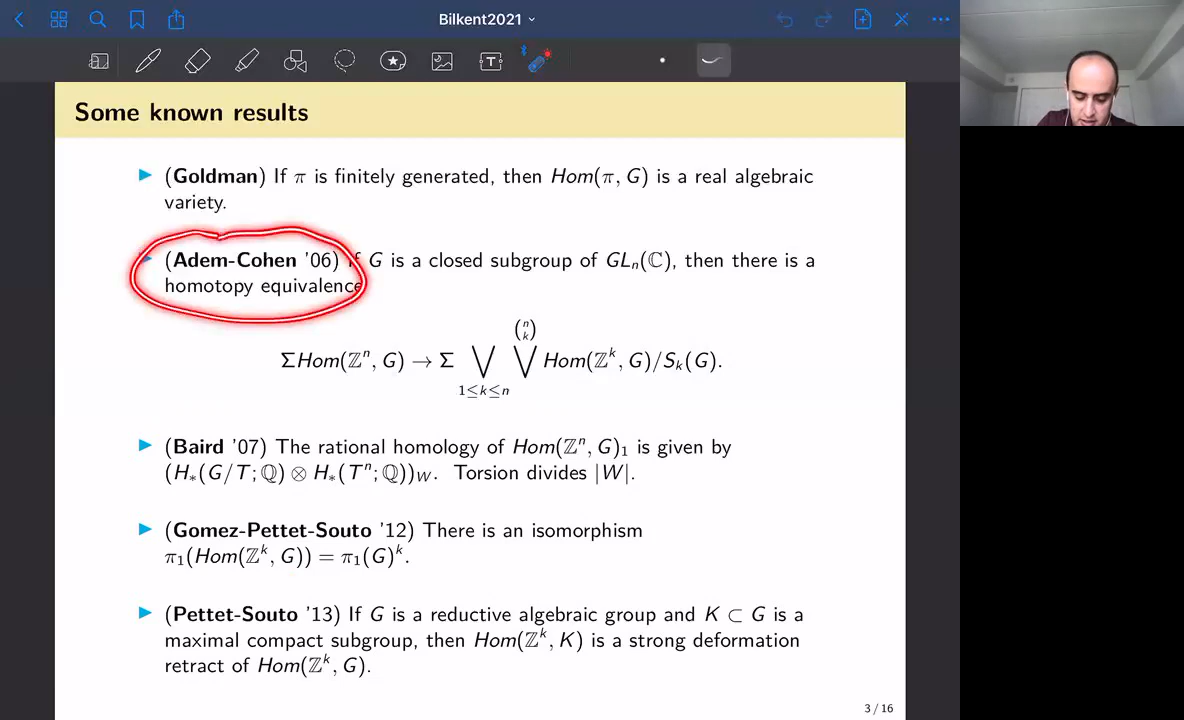 Bilkent2021
T
Some known results
(Goldman) If π is finitely generated, then Hom(π, G) is a real algebraic
variety.
(Adem-Cohen '06) If G is a closed subgroup of GLₙ(ℂ), then there is a
homotopy equivalence
ΣHom(ℤⁿ, G) → Σ ⋁_{1≤k≤n} ⋁^{(n k)} Hom(ℤᵏ, G)/Sₖ(G).
(Baird '07) The rational homology of Hom(ℤⁿ, G)₁ is given by
(H_*(G/T; ℚ) ⊗ H_*(Tⁿ; ℚ))_W. Torsion divides |W|.
(Gomez-Pettet-Souto '12) There is an isomorphism
π₁(Hom(ℤᵏ, G)) = π₁(G)ᵏ.
(Pettet-Souto '13) If G is a reductive algebraic group and K ⊂ G is a
maximal compact subgroup, then Hom(ℤᵏ, K) is a strong deformation
retract of Hom(ℤᵏ, G).
3 / 16